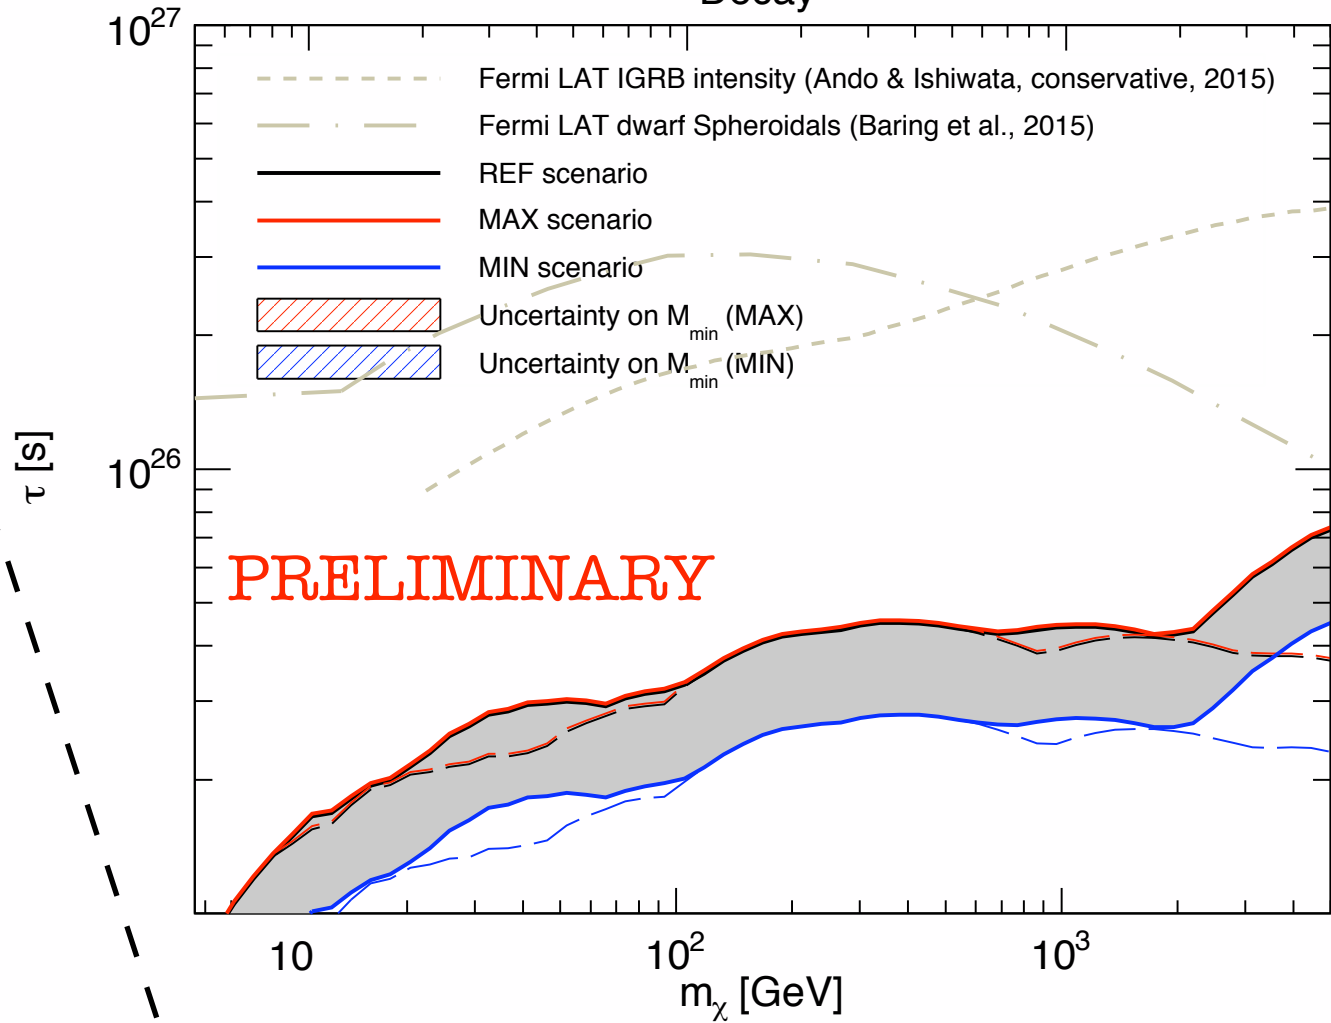 Decay
10^27
Fermi LAT IGRB intensity (Ando & Ishiwata, conservative, 2015)
Fermi LAT dwarf Spheroidals (Baring et al., 2015)
REF scenario
MAX scenario
MIN scenario
Uncertainty on M_min (MAX)
Uncertainty on M_min (MIN)
10^26
τ [s]
PRELIMINARY
10 10^2 10^3
m_χ [GeV]